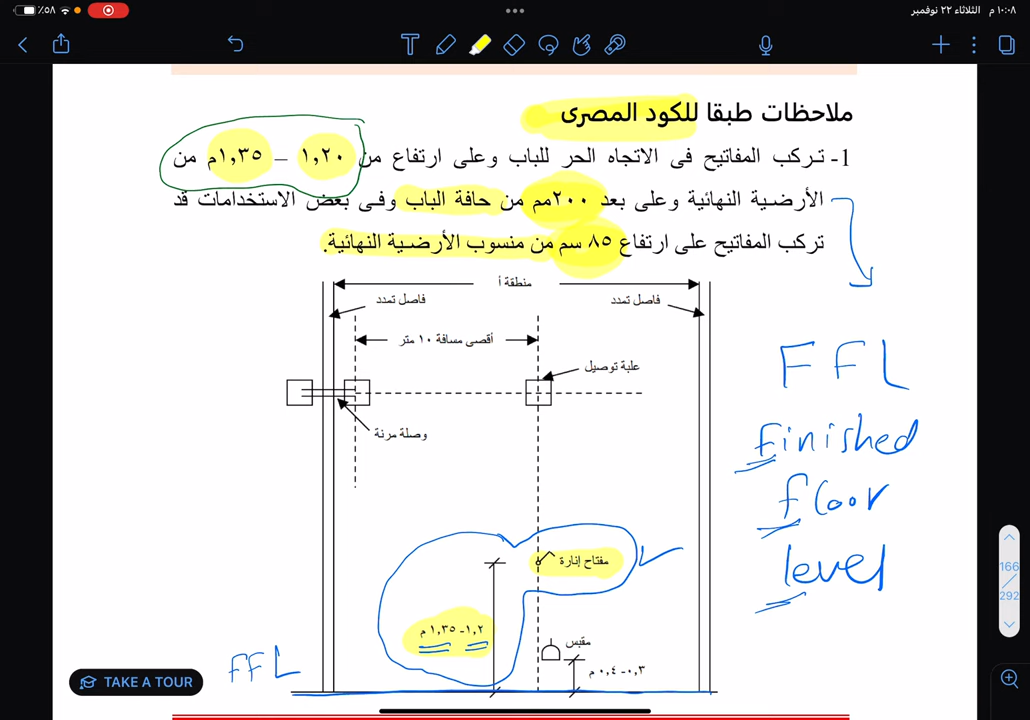 ١٠:٠٨ م الثلاثاء ٢٢ نوفمبر
٥٨٪
ملاحظات طبقا للكود المصرى
1- تركب المفاتيح فى الاتجاه الحر للباب وعلى ارتفاع من ١,٢٠ – ١,٣٥م من
الأرضية النهائية وعلى بعد ٢٠٠مم من حافة الباب وفى بعض الاستخدامات قد
تركب المفاتيح على ارتفاع ٨٥ سم من منسوب الأرضية النهائية.
منطقة أ
فاصل تمدد
فاصل تمدد
أقصى مسافة ١٠ متر
علبة توصيل
وصلة مرنة
FFL
Finished
floor
level
مفتاح إنارة
١,٢-١,٣٥ م
مقبس
٠,٣-٠,٤ م
FFL
TAKE A TOUR
166
292